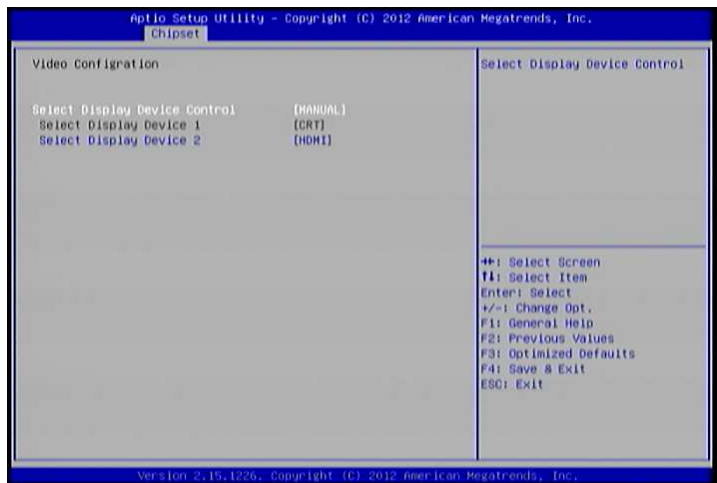 Aptio Setup Utility - Copyright (C) 2012 American Megatrends, Inc.
Chipset
Video Configration
Select Display Device Control [MANUAL]
Select Display Device 1 [CRT]
Select Display Device 2 [HDMI]
Select Display Device Control
→←: Select Screen
↑↓: Select Item
Enter: Select
+/-: Change Opt.
F1: General Help
F2: Previous Values
F3: Optimized Defaults
F4: Save & Exit
ESC: Exit
Version 2.15.1226. Copyright (C) 2012 American Megatrends, Inc.